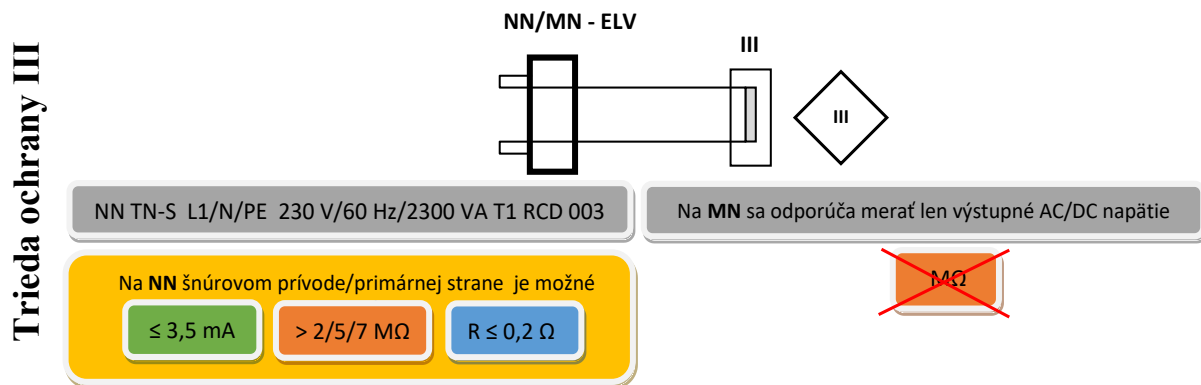 Trieda ochrany III
NN/MN - ELV
III
III
NN TN-S L1/N/PE 230 V/60 Hz/2300 VA T1 RCD 003
Na MN sa odporúča merať len výstupné AC/DC napätie
Na NN šnúrovom prívode/primárnej strane je možné
≤ 3,5 mA
> 2/5/7 MΩ
R ≤ 0,2 Ω
MΩ